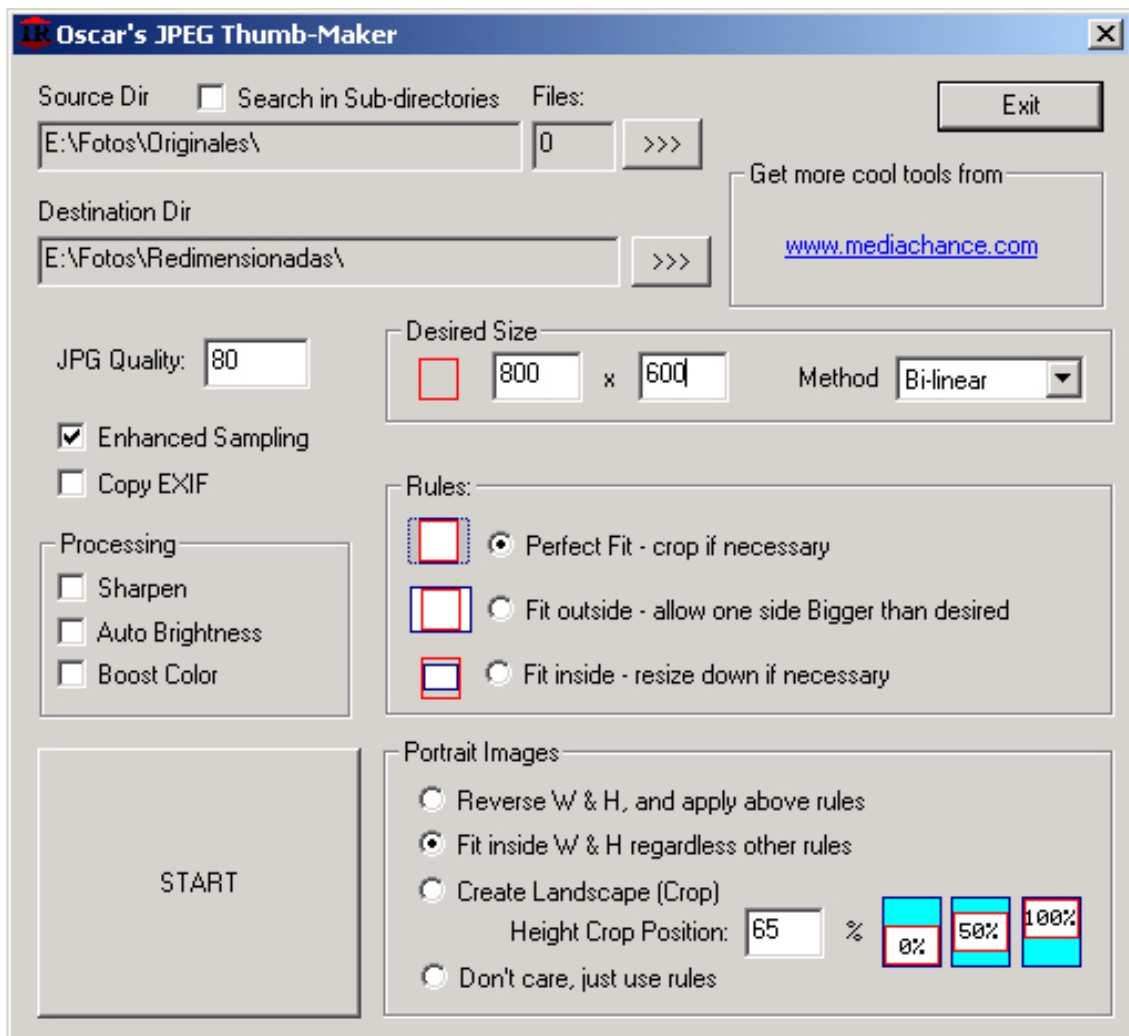 IR Oscar's JPEG Thumb-Maker
Source Dir Search in Sub-directories Files:
Exit
E:\Fotos\Originales\ 0 >>>
Get more cool tools from
Destination Dir
www.mediachance.com
E:\Fotos\Redimensionadas\ >>>
Desired Size
JPG Quality: 80
800 x 600 Method Bi-linear
Enhanced Sampling
Copy EXIF
Rules:
Perfect Fit - crop if necessary
Fit outside - allow one side Bigger than desired
Fit inside - resize down if necessary
Processing
Sharpen
Auto Brightness
Boost Color
START
Portrait Images
Reverse W & H, and apply above rules
Fit inside W & H regardless other rules
Create Landscape (Crop)
Height Crop Position: 65 % 0% 50% 100%
Don't care, just use rules